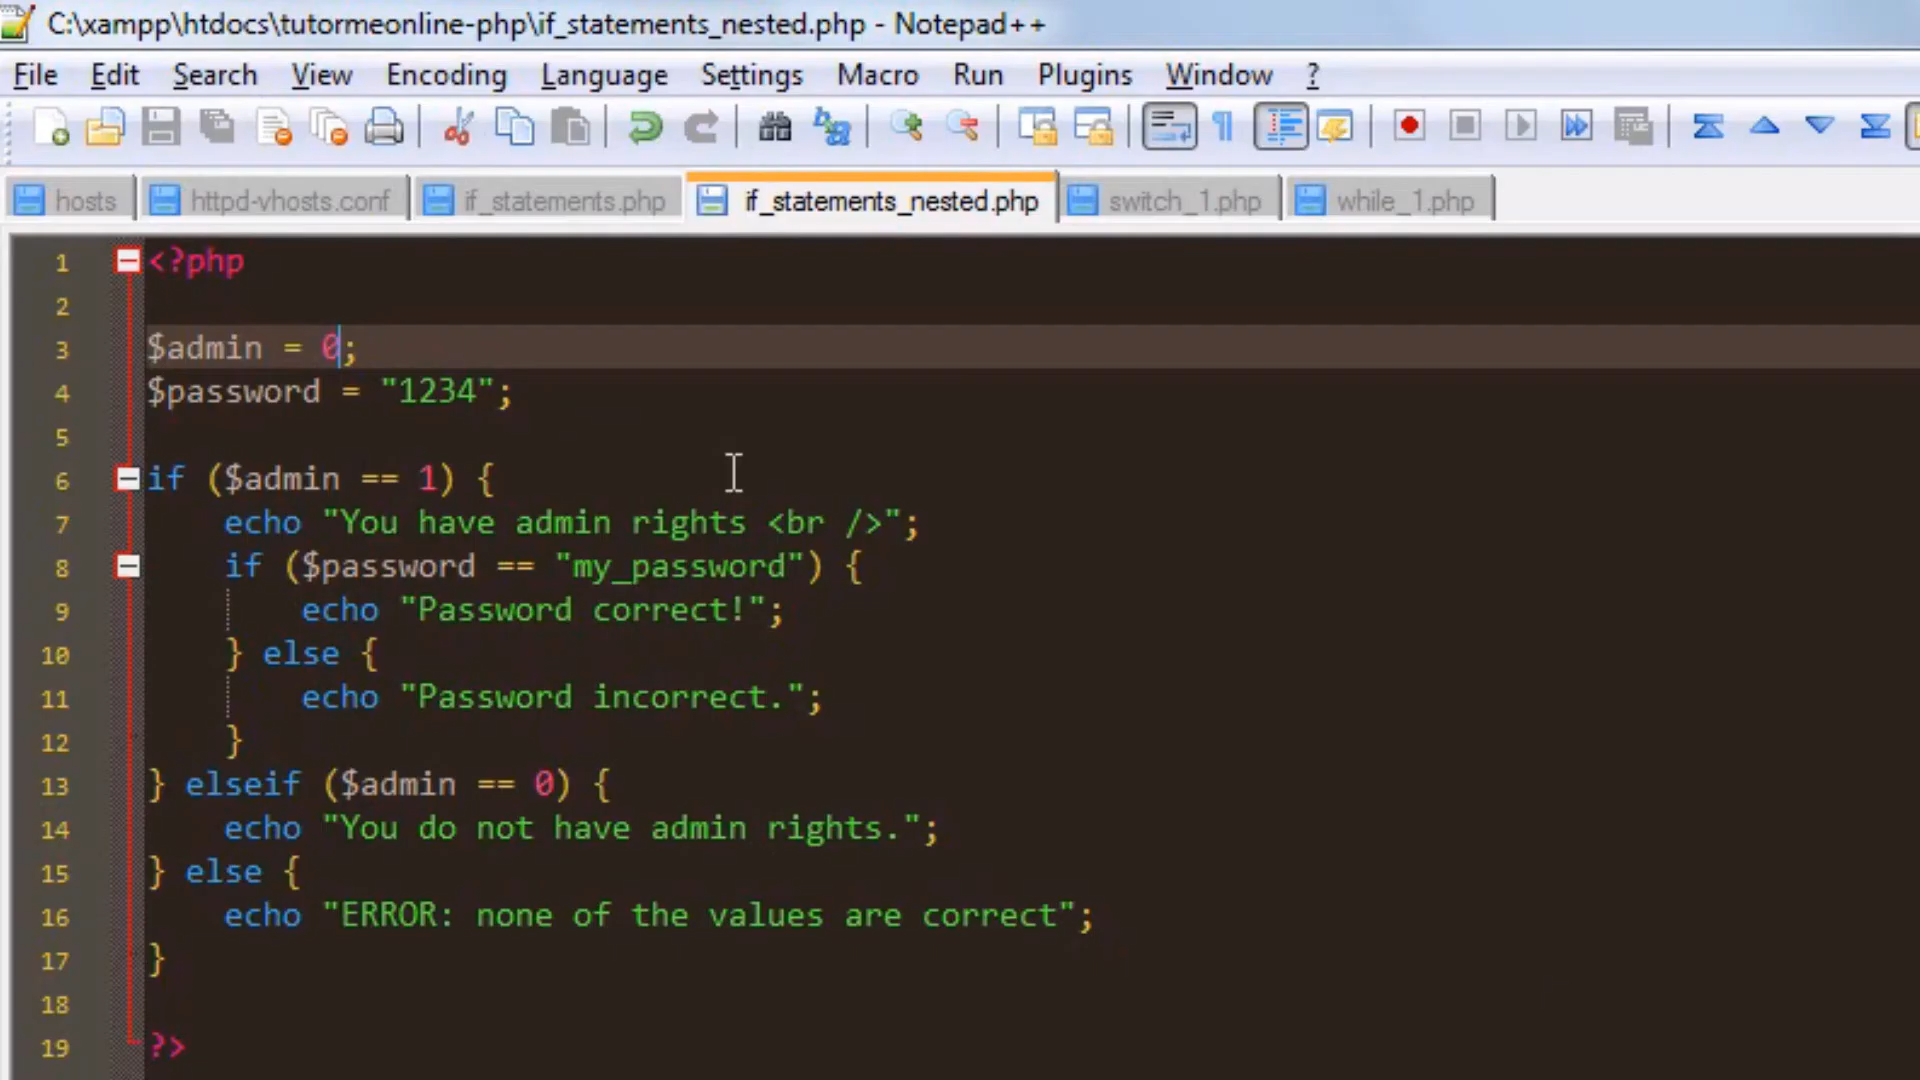 C:\xampp\htdocs\tutormeonline-php\if_statements_nested.php - Notepad++
File Edit Search View Encoding Language Settings Macro Run Plugins Window ?
hosts httpd-vhosts.conf if_statements.php if_statements_nested.php switch_1.php while_1.php
1 <?php
2
3 $admin = 0;
4 $password = "1234";
5
6 if ($admin == 1) {
7     echo "You have admin rights <br />";
8     if ($password == "my_password") {
9         echo "Password correct!";
10     } else {
11         echo "Password incorrect.";
12     }
13 } elseif ($admin == 0) {
14     echo "You do not have admin rights.";
15 } else {
16     echo "ERROR: none of the values are correct";
17 }
18
19 ?>